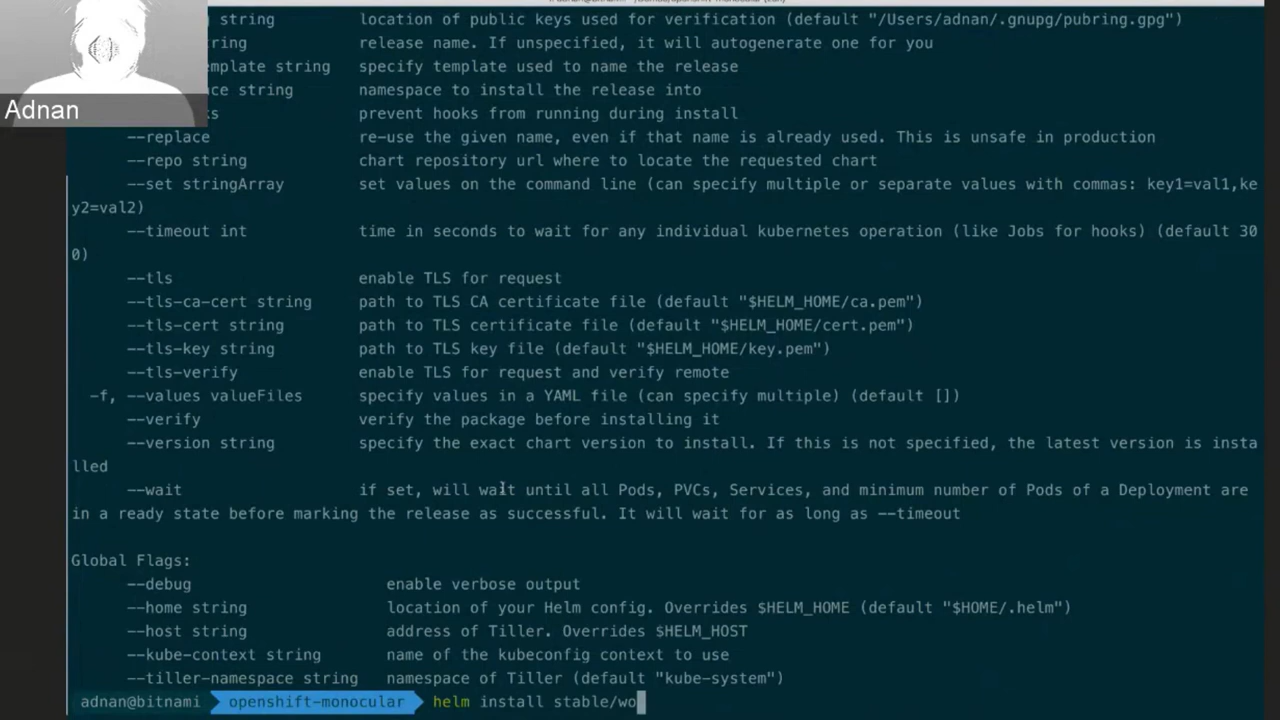 Adnan
string location of public keys used for verification (default "/Users/adnan/.gnupg/pubring.gpg")
tring release name. If unspecified, it will autogenerate one for you
emplate string specify template used to name the release
ce string namespace to install the release into
ks prevent hooks from running during install
--replace re-use the given name, even if that name is already used. This is unsafe in production
--repo string chart repository url where to locate the requested chart
--set stringArray set values on the command line (can specify multiple or separate values with commas: key1=val1,ke
y2=val2)
--timeout int time in seconds to wait for any individual kubernetes operation (like Jobs for hooks) (default 30
0)
--tls enable TLS for request
--tls-ca-cert string path to TLS CA certificate file (default "$HELM_HOME/ca.pem")
--tls-cert string path to TLS certificate file (default "$HELM_HOME/cert.pem")
--tls-key string path to TLS key file (default "$HELM_HOME/key.pem")
--tls-verify enable TLS for request and verify remote
-f, --values valueFiles specify values in a YAML file (can specify multiple) (default [])
--verify verify the package before installing it
--version string specify the exact chart version to install. If this is not specified, the latest version is insta
lled
--wait if set, will wait until all Pods, PVCs, Services, and minimum number of Pods of a Deployment are
in a ready state before marking the release as successful. It will wait for as long as --timeout
Global Flags:
--debug enable verbose output
--home string location of your Helm config. Overrides $HELM_HOME (default "$HOME/.helm")
--host string address of Tiller. Overrides $HELM_HOST
--kube-context string name of the kubeconfig context to use
--tiller-namespace string namespace of Tiller (default "kube-system")
adnan@bitnami openshift-monocular helm install stable/wo